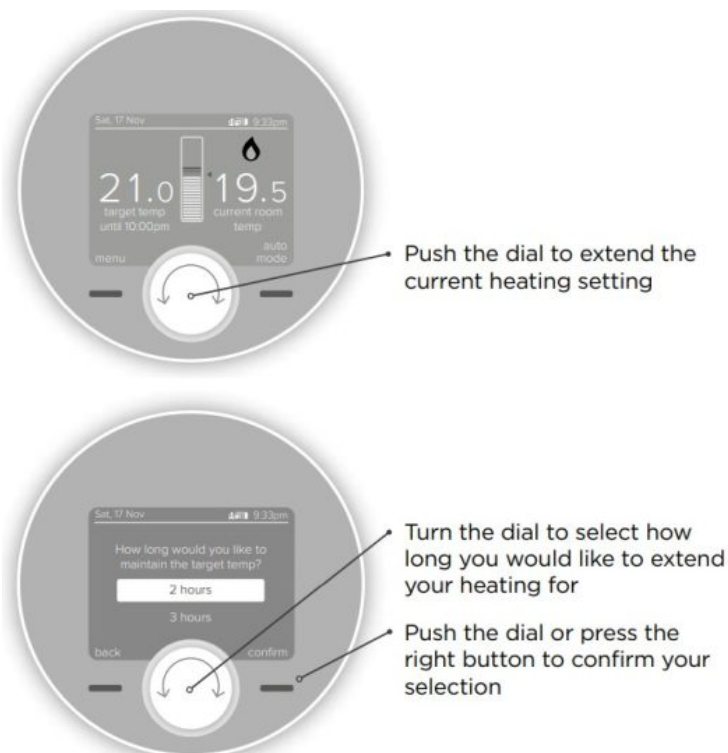 Sat, 17 Nov 9:33pm
21.0 19.5
target temp current room
until 10:00pm temp
menu auto
mode
Push the dial to extend the
current heating setting
Sat, 17 Nov 9:33pm
How long would you like to
maintain the target temp?
2 hours
3 hours
back confirm
Turn the dial to select how
long you would like to extend
your heating for
Push the dial or press the
right button to confirm your
selection